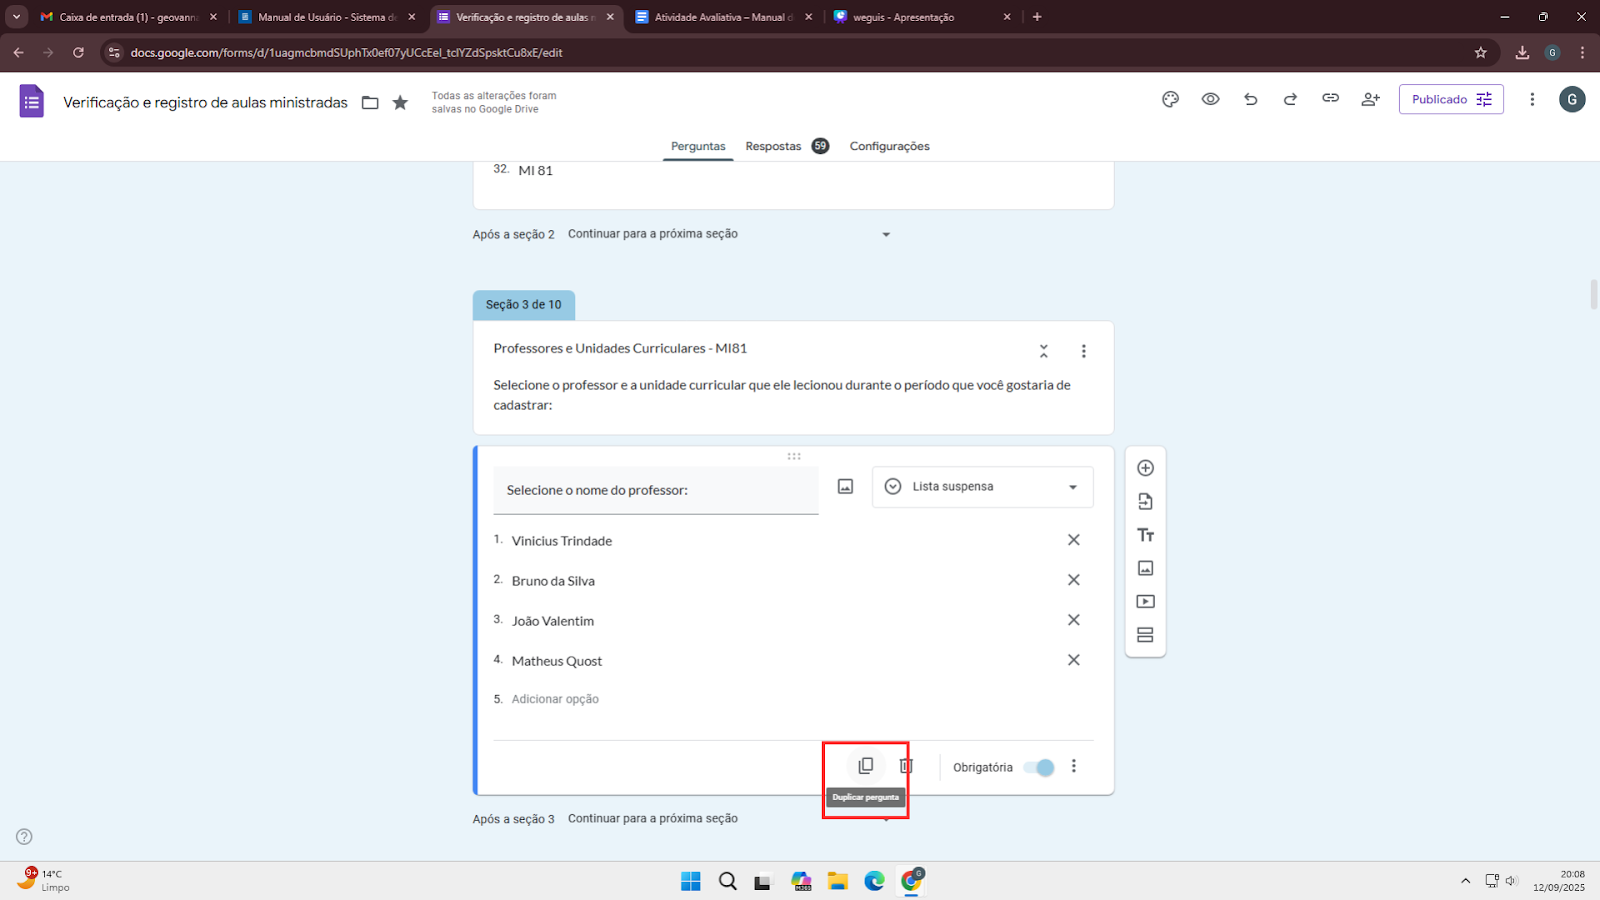 Caixa de entrada (1) - geovanna
Manual de Usuário - Sistema de
Verificação e registro de aulas m
Atividade Avaliativa – Manual d
weguis - Apresentação
docs.google.com/forms/d/1uagmcbmdSUphTx0ef07yUCcEeI_tclYZdSpsktCu8xE/edit
G
Verificação e registro de aulas ministradas
Todas as alterações foram
salvas no Google Drive
Publicado
G
Perguntas
Respostas 59
Configurações
32. MI 81
Após a seção 2 Continuar para a próxima seção
Seção 3 de 10
Professores e Unidades Curriculares - MI81
Selecione o professor e a unidade curricular que ele lecionou durante o período que você gostaria de
cadastrar:
Selecione o nome do professor:
Lista suspensa
1. Vinicius Trindade
2. Bruno da Silva
3. João Valentim
4. Matheus Quost
5. Adicionar opção
Obrigatória
Duplicar pergunta
Após a seção 3 Continuar para a próxima seção
9+
14°C
Limpo
M365
G
20:08
12/09/2025